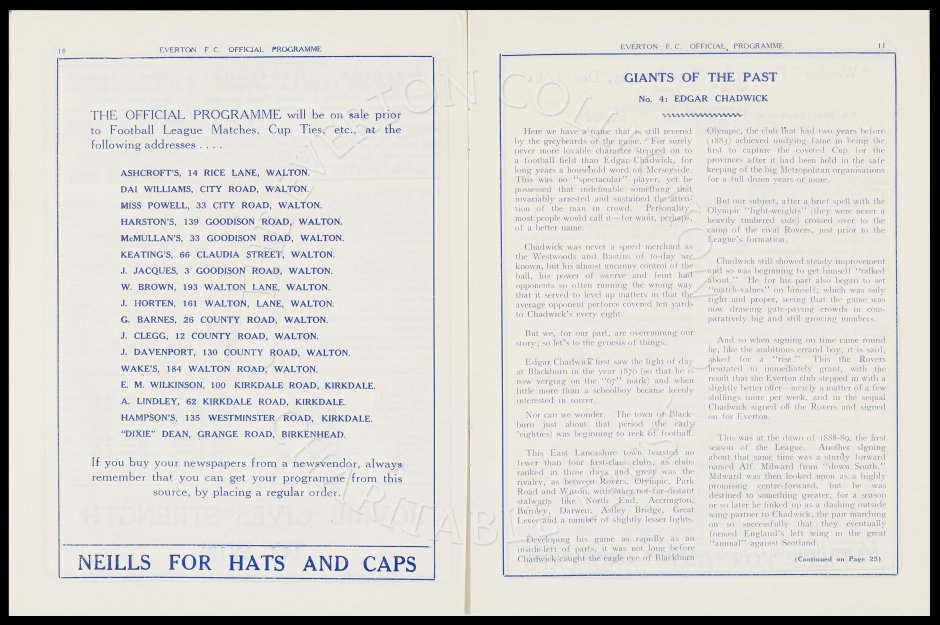 10
EVERTON F.C. OFFICIAL PROGRAMME
THE OFFICIAL PROGRAMME will be on sale prior
to Football League Matches, Cup Ties, etc., at the
following addresses . . . .
ASHCROFT'S, 14 RICE LANE, WALTON.
DAI WILLIAMS, CITY ROAD, WALTON.
MISS POWELL, 33 CITY ROAD, WALTON.
HARSTON'S, 139 GOODISON ROAD, WALTON.
McMULLAN'S, 33 GOODISON ROAD, WALTON.
KEATING'S, 66 CLAUDIA STREET, WALTON.
J. JACQUES, 3 GOODISON ROAD, WALTON.
W. BROWN, 193 WALTON LANE, WALTON.
J. HORTEN, 161 WALTON, LANE, WALTON.
G. BARNES, 26 COUNTY ROAD, WALTON.
J. CLEGG, 12 COUNTY ROAD, WALTON.
J. DAVENPORT, 130 COUNTY ROAD, WALTON.
WAKE'S, 184 WALTON ROAD, WALTON.
E. M. WILKINSON, 100 KIRKDALE ROAD, KIRKDALE.
A. LINDLEY, 62 KIRKDALE ROAD, KIRKDALE.
HAMPSON'S, 135 WESTMINSTER ROAD, KIRKDALE.
"DIXIE" DEAN, GRANGE ROAD, BIRKENHEAD.
If you buy your newspapers from a newsvendor, always
remember that you can get your programme from this
source, by placing a regular order.
NEILLS FOR HATS AND CAPS
EVERTON F.C. OFFICIAL PROGRAMME
11
GIANTS OF THE PAST
No. 4: EDGAR CHADWICK
Here we have a name that is still revered
by the greybeards of the game. For surely
never more lovable character stepped on to
a football field than Edgar Chadwick, for
long years a household word on Merseyside.
This was no "spectacular" player, yet he
possessed that indefinable something that
invariably arrested and sustained the atten-
tion of the man in crowd. Personality,
most people would call it—for want, perhaps,
of a better name.
Chadwick was never a speed merchant as
the Westwoods and Bastins of to-day are
known, but his almost uncanny control of the
ball, his power of swerve and feint had
opponents so often running the wrong way
that it served to level up matters in that the
average opponent perforce covered ten yards
to Chadwick's every eight.
But we, for our part, are overrunning our
story; so let's to the genesis of things.
Edgar Chadwick first saw the light of day
at Blackburn in the year 1870 (so that he is
now verging on the "67" mark) and when
little more than a schoolboy became keenly
interested in soccer.
Nor can we wonder. The town of Black-
burn just about that period (the early
'eighties) was beginning to reek of football.
This East Lancashire town boasted no
fewer than four first-class clubs, as clubs
ranked in those days and great was the
rivalry, as between Rovers, Olympic, Park
Road and Witton, with other not-far-distant
stalwarts like North End, Accrington,
Burnley, Darwen, Astley Bridge, Great
Lever and a number of slightly lesser lights.
Developing his game as rapidly as an
inside-left of parts, it was not long before
Chadwick caught the eagle eye of Blackburn
Olympic, the club that had two years before
(1883) achieved undying fame in being the
first to capture the coveted Cup for the
provinces after it had been held in the safe
keeping of the big Metropolitan organisations
for a full dozen years or more.
But our subject, after a brief spell with the
Olympic "light-weights" (they were never a
heavily timbered side) crossed over to the
camp of the rival Rovers, just prior to the
League's formation.
Chadwick still showed steady improvement
and so was beginning to get himself "talked
about." He for his part also began to set
"match-values" on himself, which was only
right and proper, seeing that the game was
now drawing gate-paying crowds in com-
paratively big and still growing numbers.
And so when signing on time came round
he, like the ambitious errand boy, it is said,
asked for a "rise." This the Rovers
hesitated to immediately grant, with the
result that the Everton club stepped in with a
slightly better offer—merely a matter of a few
shillings more per week, and in the sequal
Chadwick signed off the Rovers and signed
on for Everton.
This was at the dawn of 1888-89, the first
season of the League. Another signing
about that same time was a sturdy forward
named Alf. Milward from "down South."
Milward was then looked upon as a highly
promising centre-forward, but he was
destined to something greater, for a season
or so later he linked up as a dashing outside
wing partner to Chadwick, the pair marching
on so successfully that they eventually
formed England's left wing in the great
"annual" against Scotland.
(Continued on Page 25)